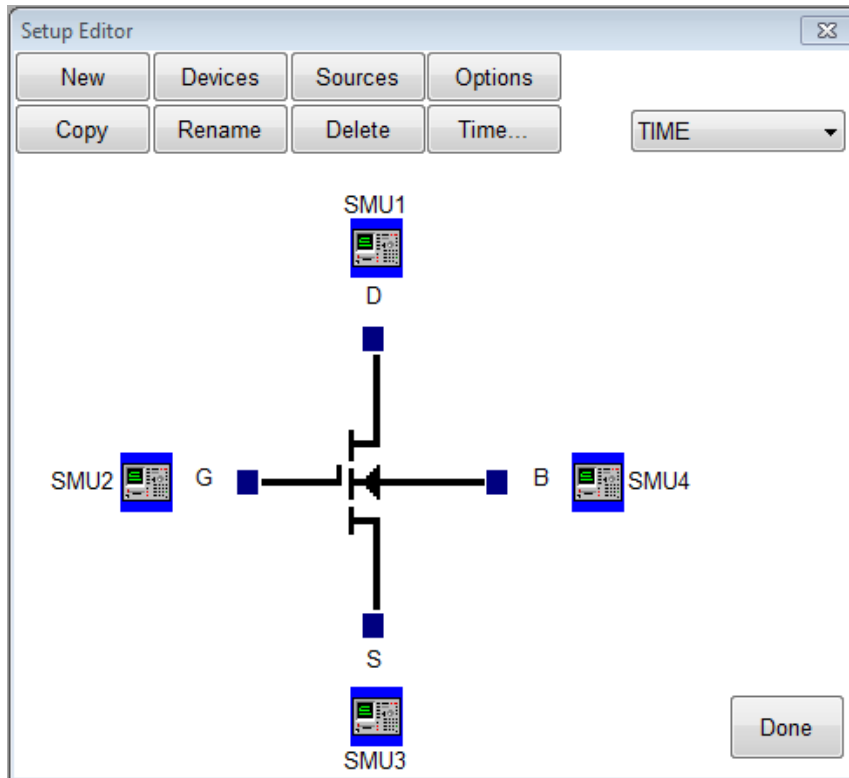 Setup Editor
New Devices Sources Options
Copy Rename Delete Time... TIME
SMU1
D
SMU2 G B SMU4
S
SMU3
Done